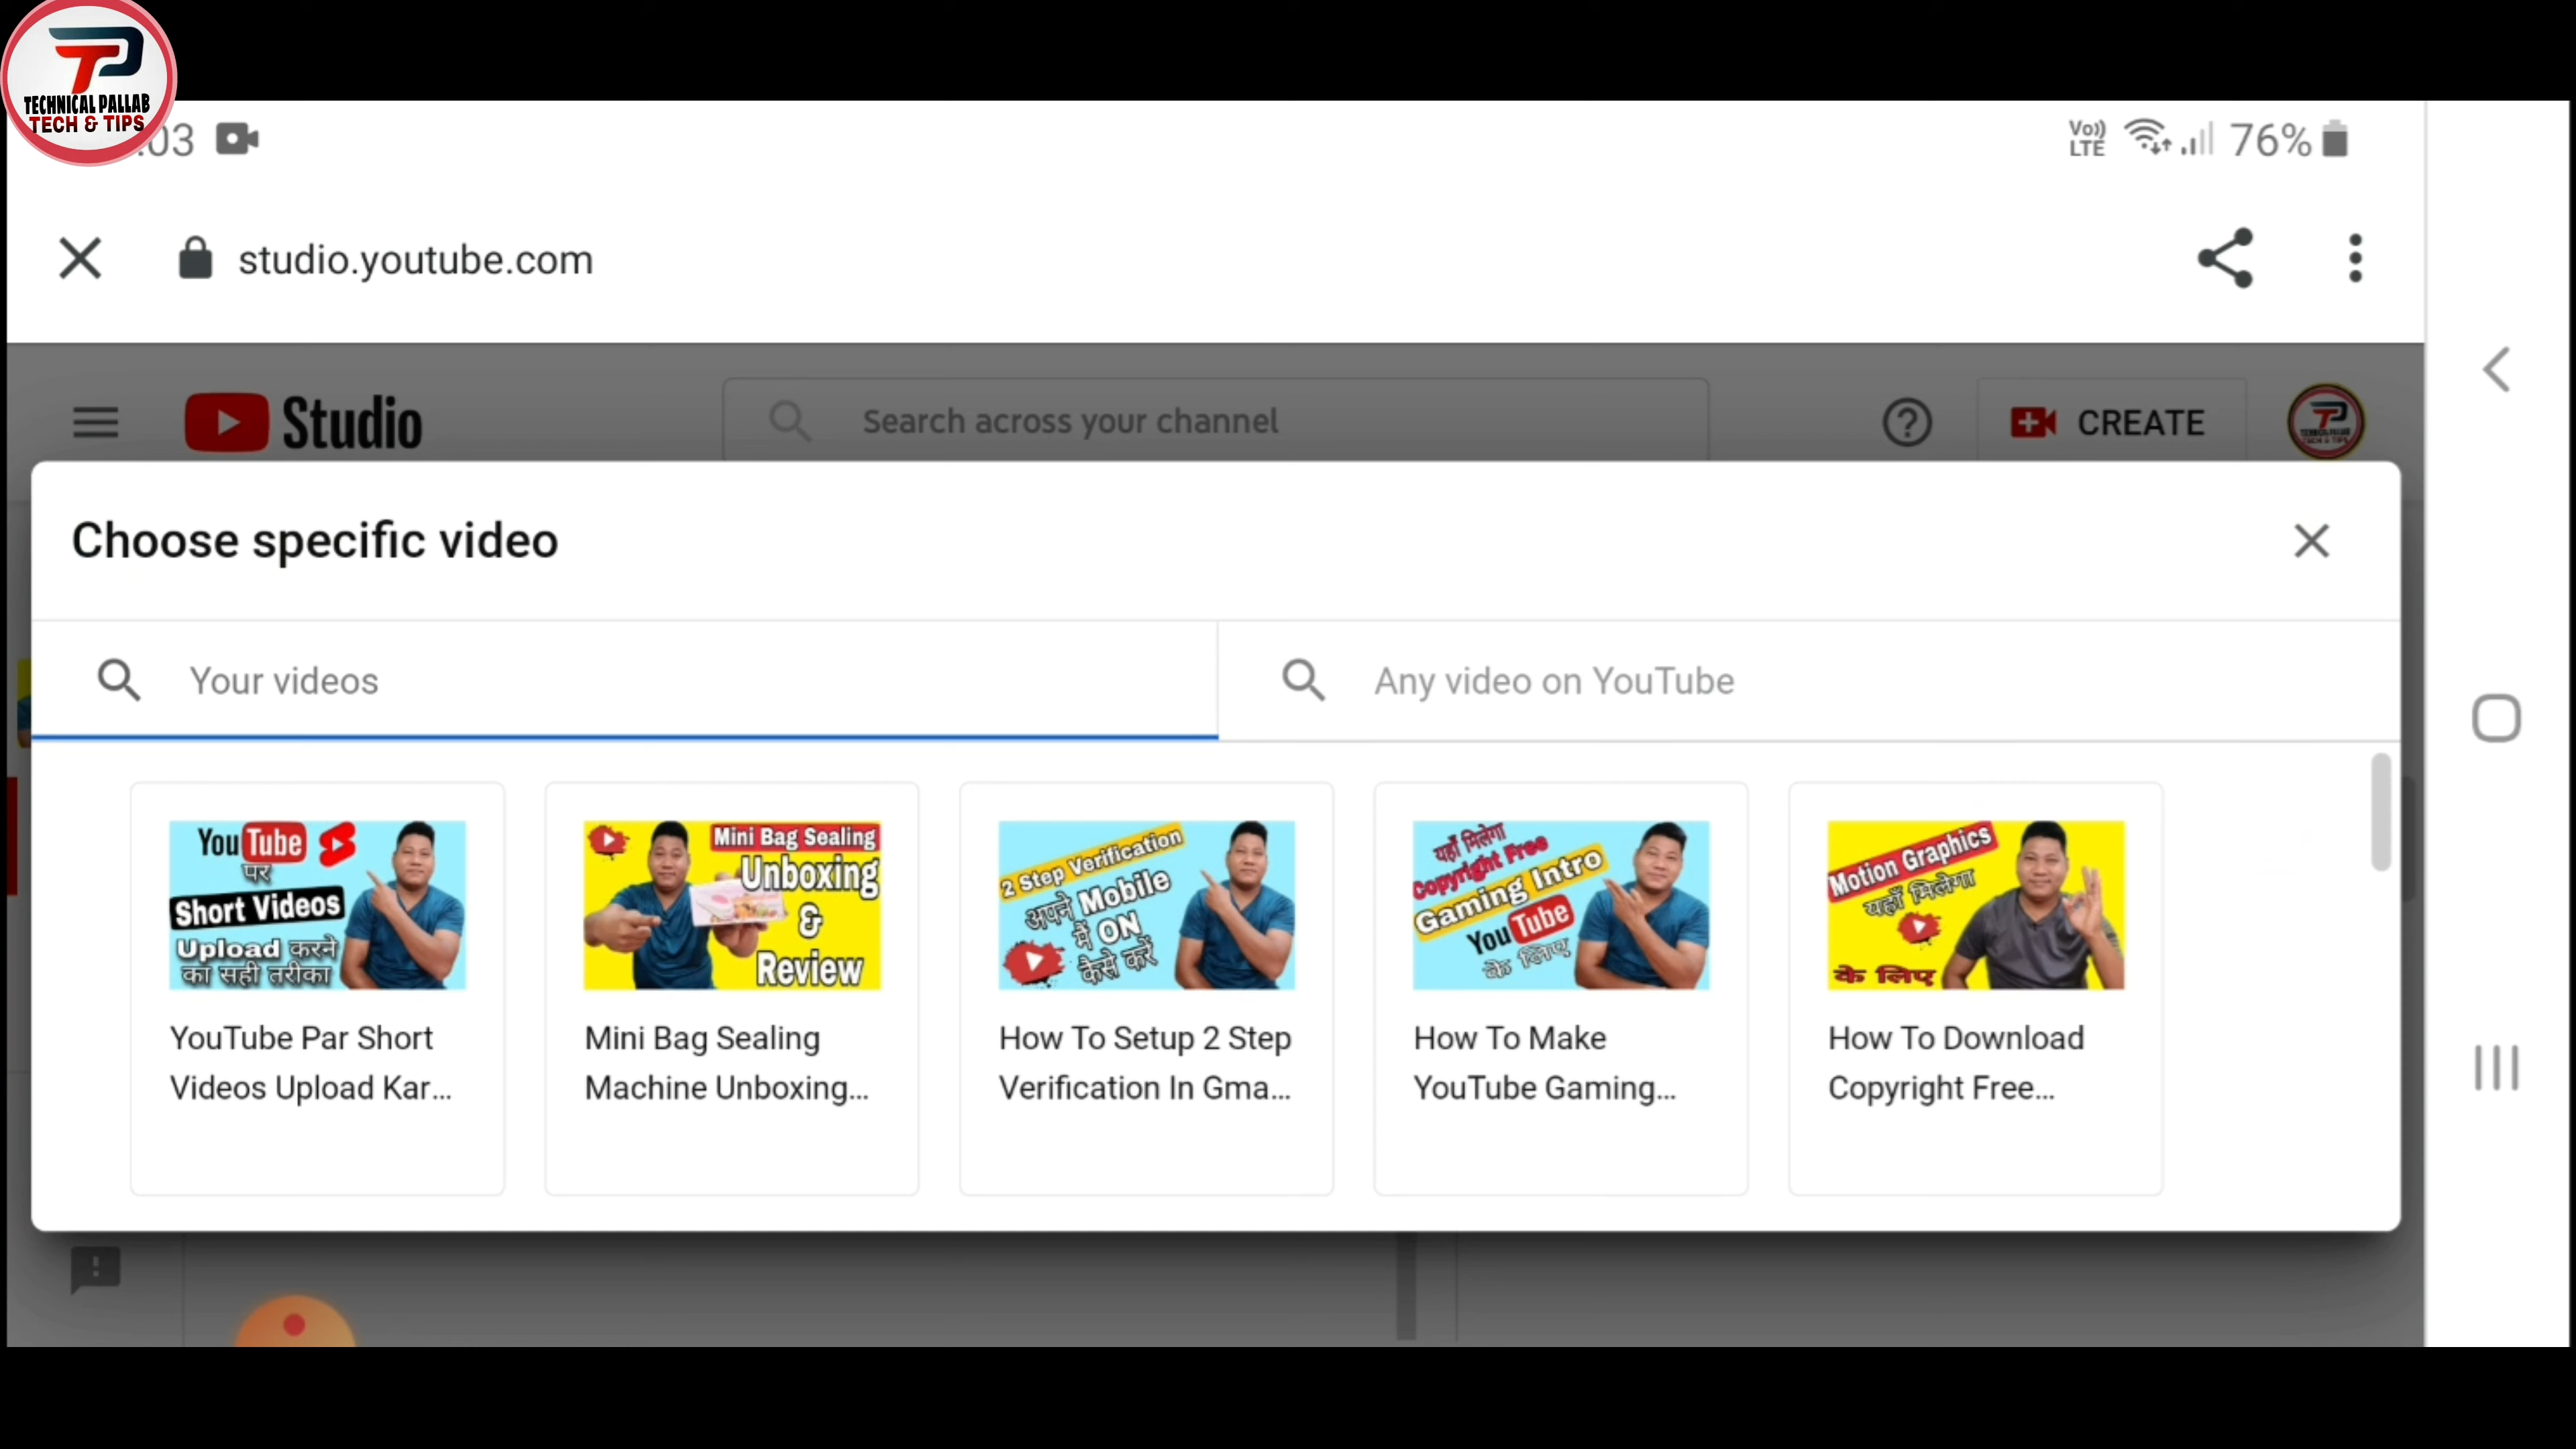 TECHNICAL PALLAB
TECH & TIPS
:03
Vo)) LTE
76%
studio.youtube.com
Studio
Search across your channel
CREATE
Choose specific video
Your videos
Any video on YouTube
YouTube
पर
Short Videos
Upload करने
का सही तरीका
YouTube Par Short
Videos Upload Kar...
Mini Bag Sealing
Unboxing
&
Review
Mini Bag Sealing
Machine Unboxing...
2 Step Verification
अपने Mobile
में ON
कैसे करें
How To Setup 2 Step
Verification In Gma...
यहाँ मिलेगा
Copyright Free
Gaming Intro
YouTube
के लिए
How To Make
YouTube Gaming...
Motion Graphics
यहाँ मिलेगा
के लिए
How To Download
Copyright Free...